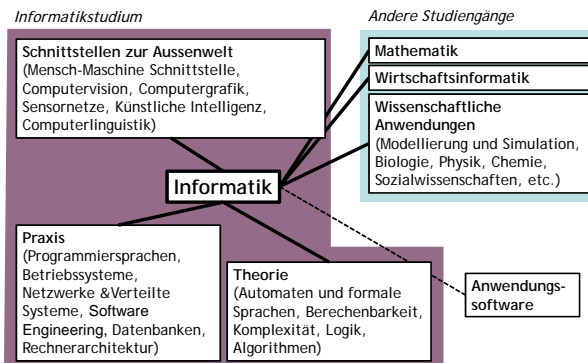 Informatikstudium
Schnittstellen zur Aussenwelt
(Mensch-Maschine Schnittstelle,
Computervision, Computergrafik,
Sensornetze, Künstliche Intelligenz,
Computerlinguistik)
Andere Studiengänge
Mathematik
Wirtschaftsinformatik
Wissenschaftliche
Anwendungen
(Modellierung und Simulation,
Biologie, Physik, Chemie,
Sozialwissenschaften, etc.)
Informatik
Praxis
(Programmiersprachen,
Betriebssysteme,
Netzwerke &Verteilte
Systeme, Software
Engineering, Datenbanken,
Rechnerarchitektur)
Theorie
(Automaten und formale
Sprachen, Berechenbarkeit,
Komplexität, Logik,
Algorithmen)
Anwendungs-
software